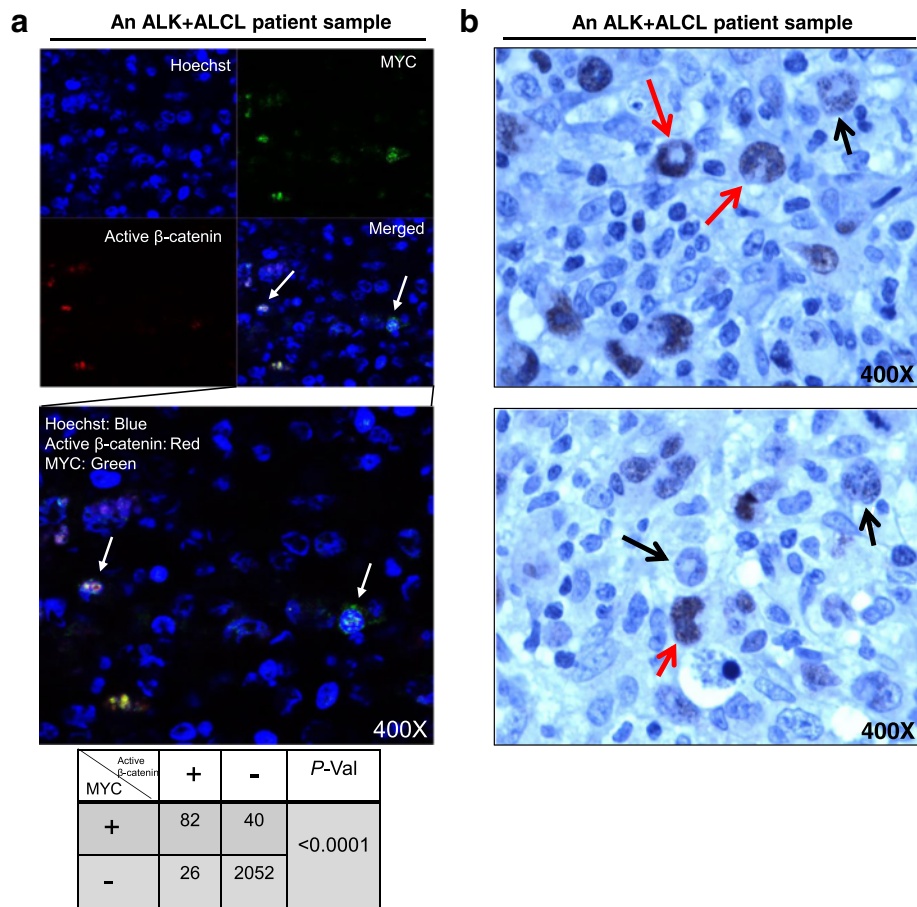 a
An ALK+ALCL patient sample
Hoechst
MYC
Active β-catenin
Merged
Hoechst: Blue
Active β-catenin: Red
MYC: Green
400X
Active
β-catenin
MYC
+
-
P-Val
+
82
40
<0.0001
-
26
2052
b
An ALK+ALCL patient sample
400X
400X